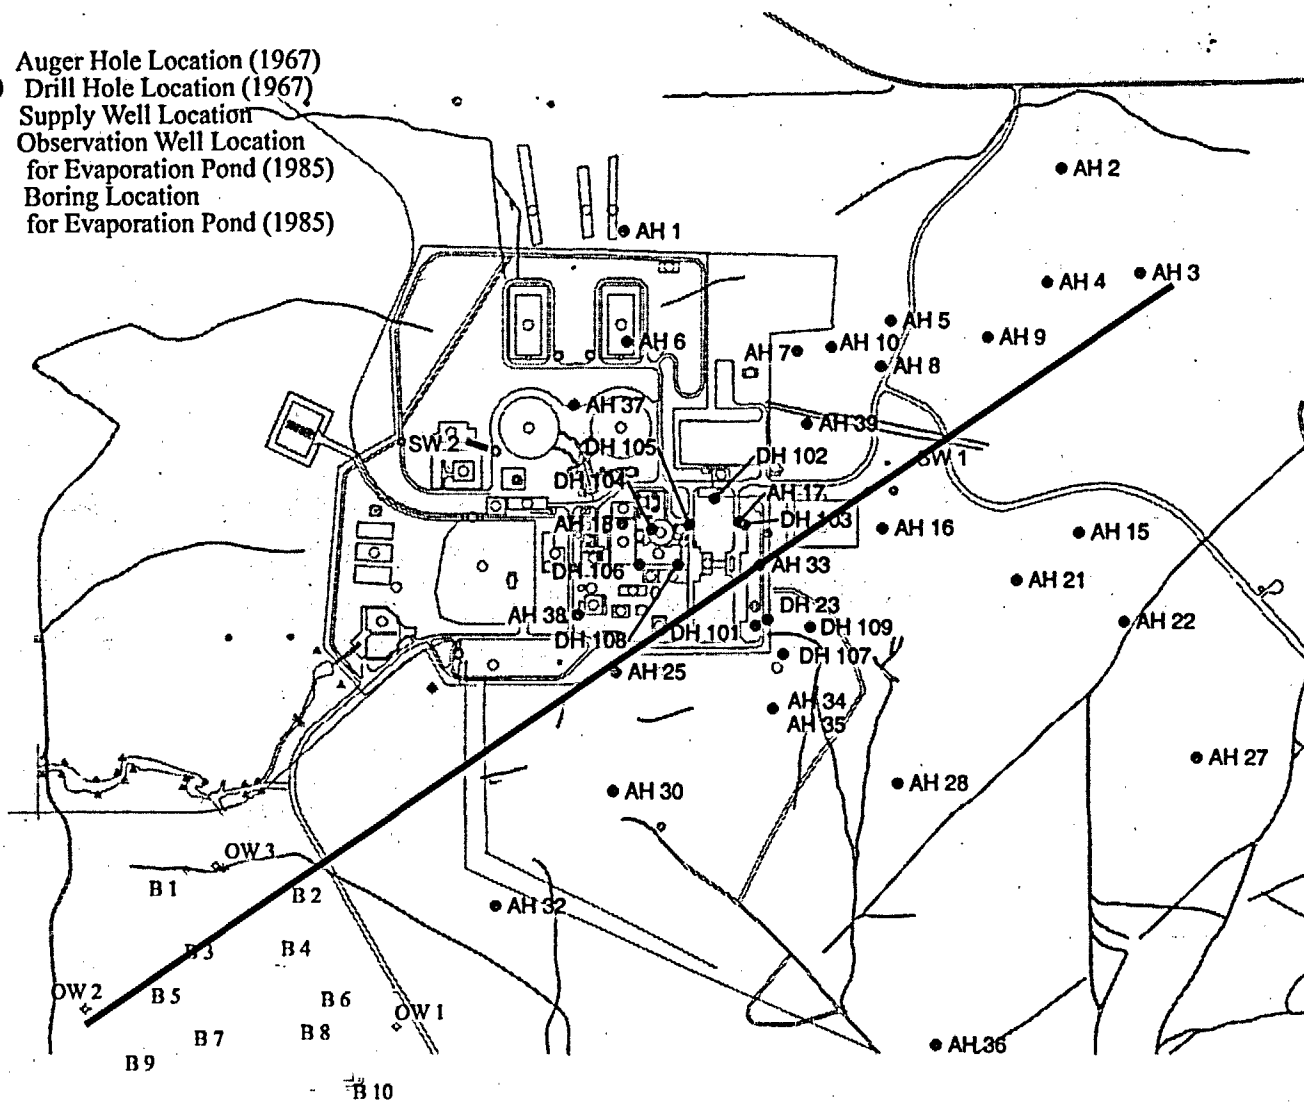 Auger Hole Location (1967)
Drill Hole Location (1967)
Supply Well Location
Observation Well Location
for Evaporation Pond (1985)
Boring Location
for Evaporation Pond (1985)
AH 2
AH 1
AH 3
AH 4
AH 5
AH 9
AH 6
AH 7
AH 10
AH 8
AH 37
AH 39
SW 2
DH 105
DH 102
SW 1
DH 104
AH 17
AH 18
DH 103
AH 16
AH 15
DH 106
AH 33
AH 21
AH 38
DH 23
AH 22
DH 108
DH 101
DH 109
DH 107
AH 25
AH 34
AH 35
AH 27
AH 30
AH 28
OW 3
B 1
B 2
AH 32
B 3
B 4
OW 2
B 5
B 6
OW 1
B 7
B 8
AH 36
B 9
B 10